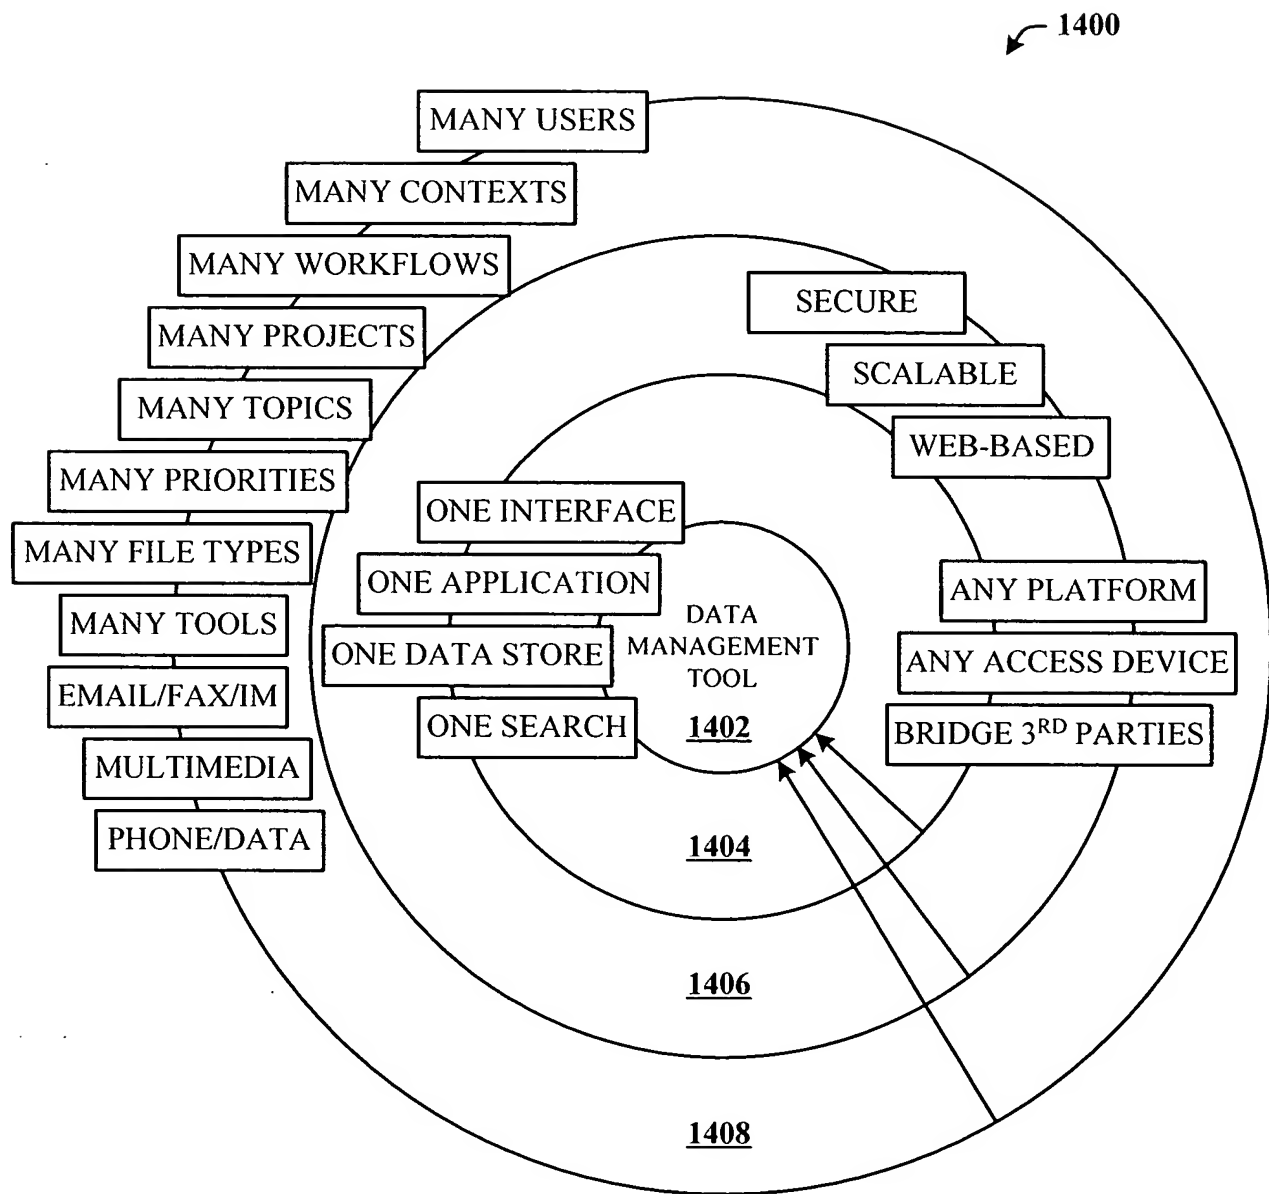 1400
MANY USERS
MANY CONTEXTS
MANY WORKFLOWS
MANY PROJECTS
MANY TOPICS
MANY PRIORITIES
MANY FILE TYPES
MANY TOOLS
EMAIL/FAX/IM
MULTIMEDIA
PHONE/DATA
SECURE
SCALABLE
WEB-BASED
ONE INTERFACE
ONE APPLICATION
ONE DATA STORE
ONE SEARCH
DATA
MANAGEMENT
TOOL
1402
ANY PLATFORM
ANY ACCESS DEVICE
BRIDGE 3RD PARTIES
1404
1406
1408